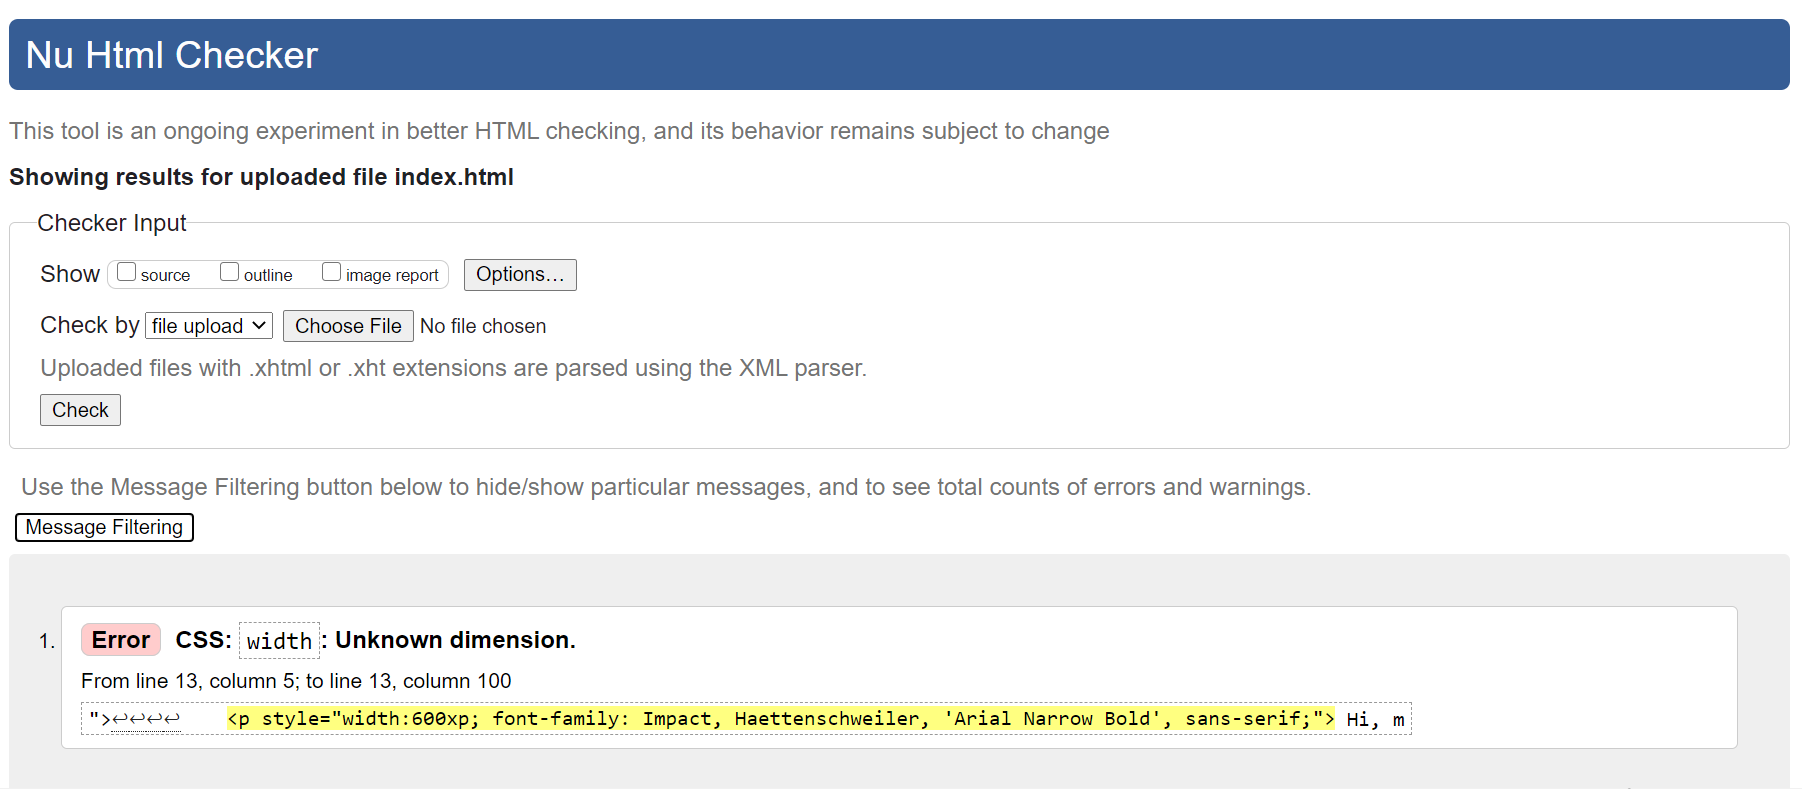 Nu Html Checker
This tool is an ongoing experiment in better HTML checking, and its behavior remains subject to change
Showing results for uploaded file index.html
Checker Input
Show source outline image report Options...
Check by file upload Choose File No file chosen
Uploaded files with .xhtml or .xht extensions are parsed using the XML parser.
Check
Use the Message Filtering button below to hide/show particular messages, and to see total counts of errors and warnings.
Message Filtering
1. Error CSS: width: Unknown dimension.
From line 13, column 5; to line 13, column 100
">↩↩↩↩    <p style="width:600xp; font-family: Impact, Haettenschweiler, 'Arial Narrow Bold', sans-serif;"> Hi, m